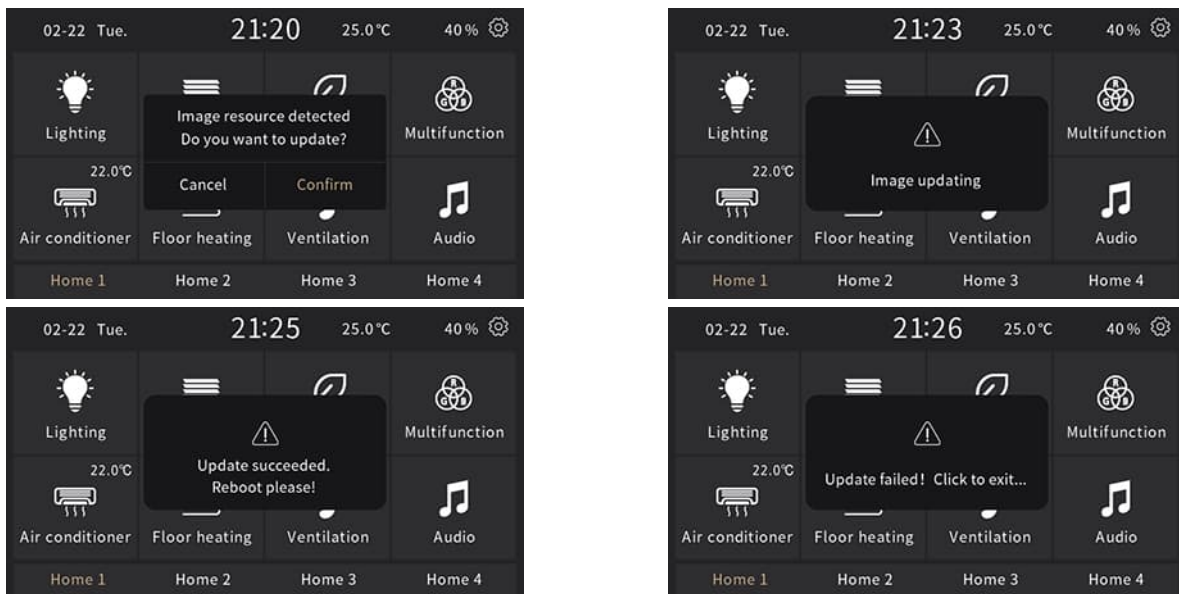 02-22 Tue. 21:20 25.0℃ 40% 
Image resource detected
Do you want to update?
Lighting Multifunction
22.0℃
Cancel Confirm
Air conditioner Floor heating Ventilation Audio
Home 1 Home 2 Home 3 Home 4
02-22 Tue. 21:23 25.0℃ 40%
R
G B
Lighting Multifunction
22.0℃
Image updating
Air conditioner Floor heating Ventilation Audio
Home 1 Home 2 Home 3 Home 4
02-22 Tue. 21:25 25.0℃ 40%
R
G B
Lighting Multifunction
22.0℃
Update succeeded.
Reboot please!
Air conditioner Floor heating Ventilation Audio
Home 1 Home 2 Home 3 Home 4
02-22 Tue. 21:26 25.0℃ 40%
R
G B
Lighting Multifunction
22.0℃
Update failed! Click to exit...
Air conditioner Floor heating Ventilation Audio
Home 1 Home 2 Home 3 Home 4